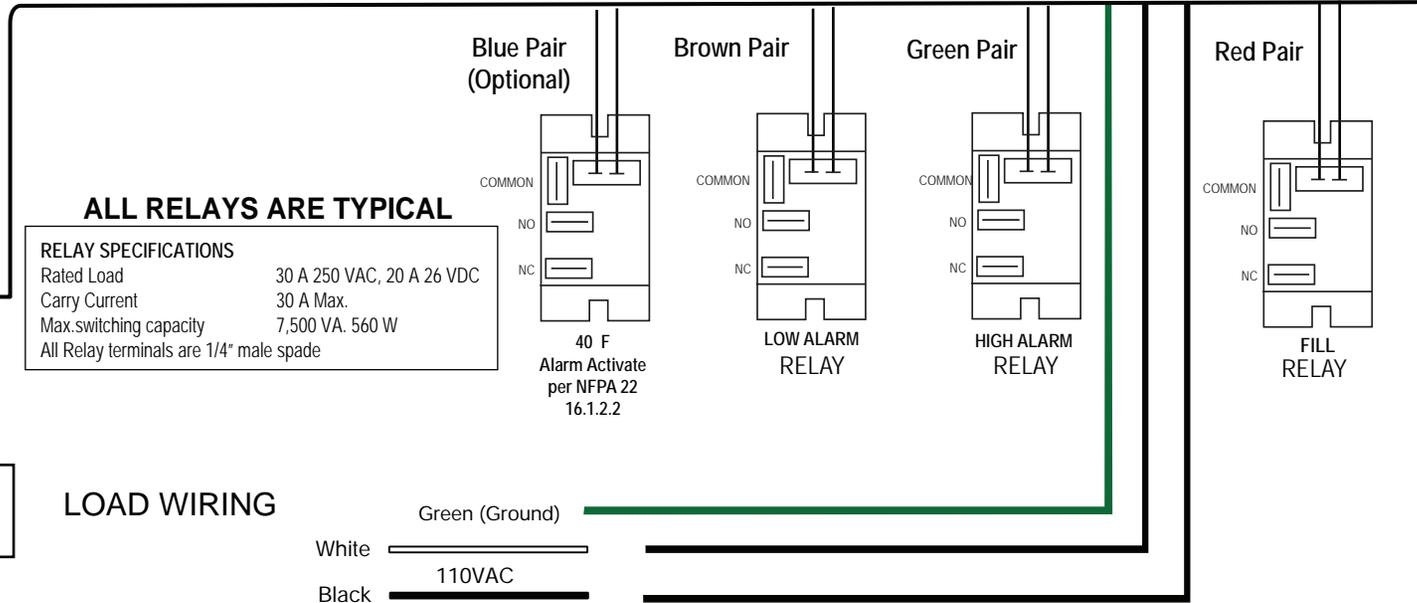 Blue Pair
(Optional)
Brown Pair
Green Pair
Red Pair
COMMON
NO
NC
COMMON
NO
NC
COMMON
NO
NC
COMMON
NO
NC
40 F
Alarm Activate
per NFPA 22
16.1.2.2
LOW ALARM
RELAY
HIGH ALARM
RELAY
FILL
RELAY
ALL RELAYS ARE TYPICAL
RELAY SPECIFICATIONS
Rated Load 30 A 250 VAC, 20 A 26 VDC
Carry Current 30 A Max.
Max.switching capacity 7,500 VA. 560 W
All Relay terminals are 1/4" male spade
LOAD WIRING
Green (Ground)
White
110VAC
Black